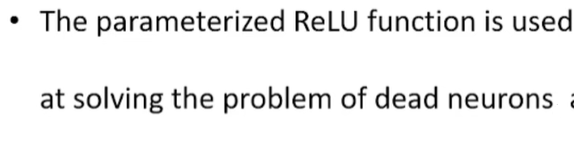 • The parameterized ReLU function is used
at solving the problem of dead neurons